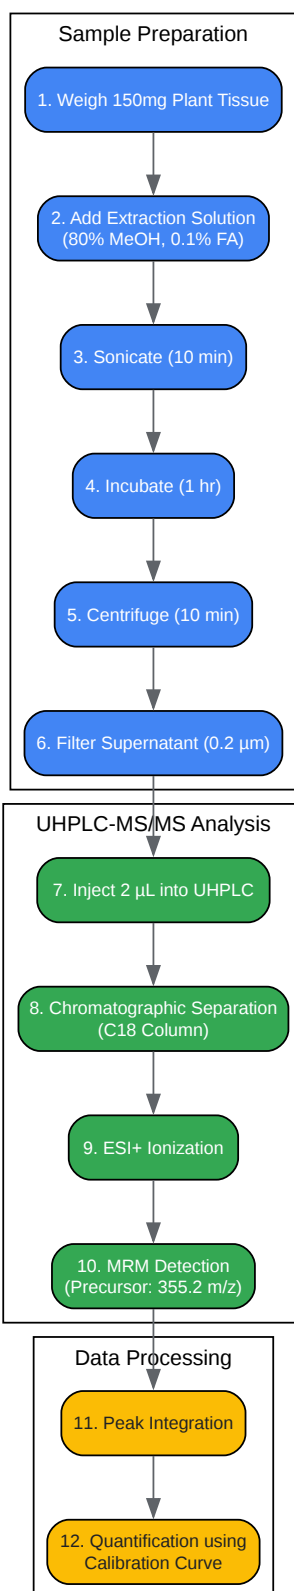 Sample Preparation
1. Weigh 150mg Plant Tissue
2. Add Extraction Solution
(80% MeOH, 0.1% FA)
3. Sonicate (10 min)
4. Incubate (1 hr)
5. Centrifuge (10 min)
6. Filter Supernatant (0.2 µm)
UHPLC-MS/MS Analysis
7. Inject 2 µL into UHPLC
8. Chromatographic Separation
(C18 Column)
9. ESI+ Ionization
10. MRM Detection
(Precursor: 355.2 m/z)
Data Processing
11. Peak Integration
12. Quantification using
Calibration Curve